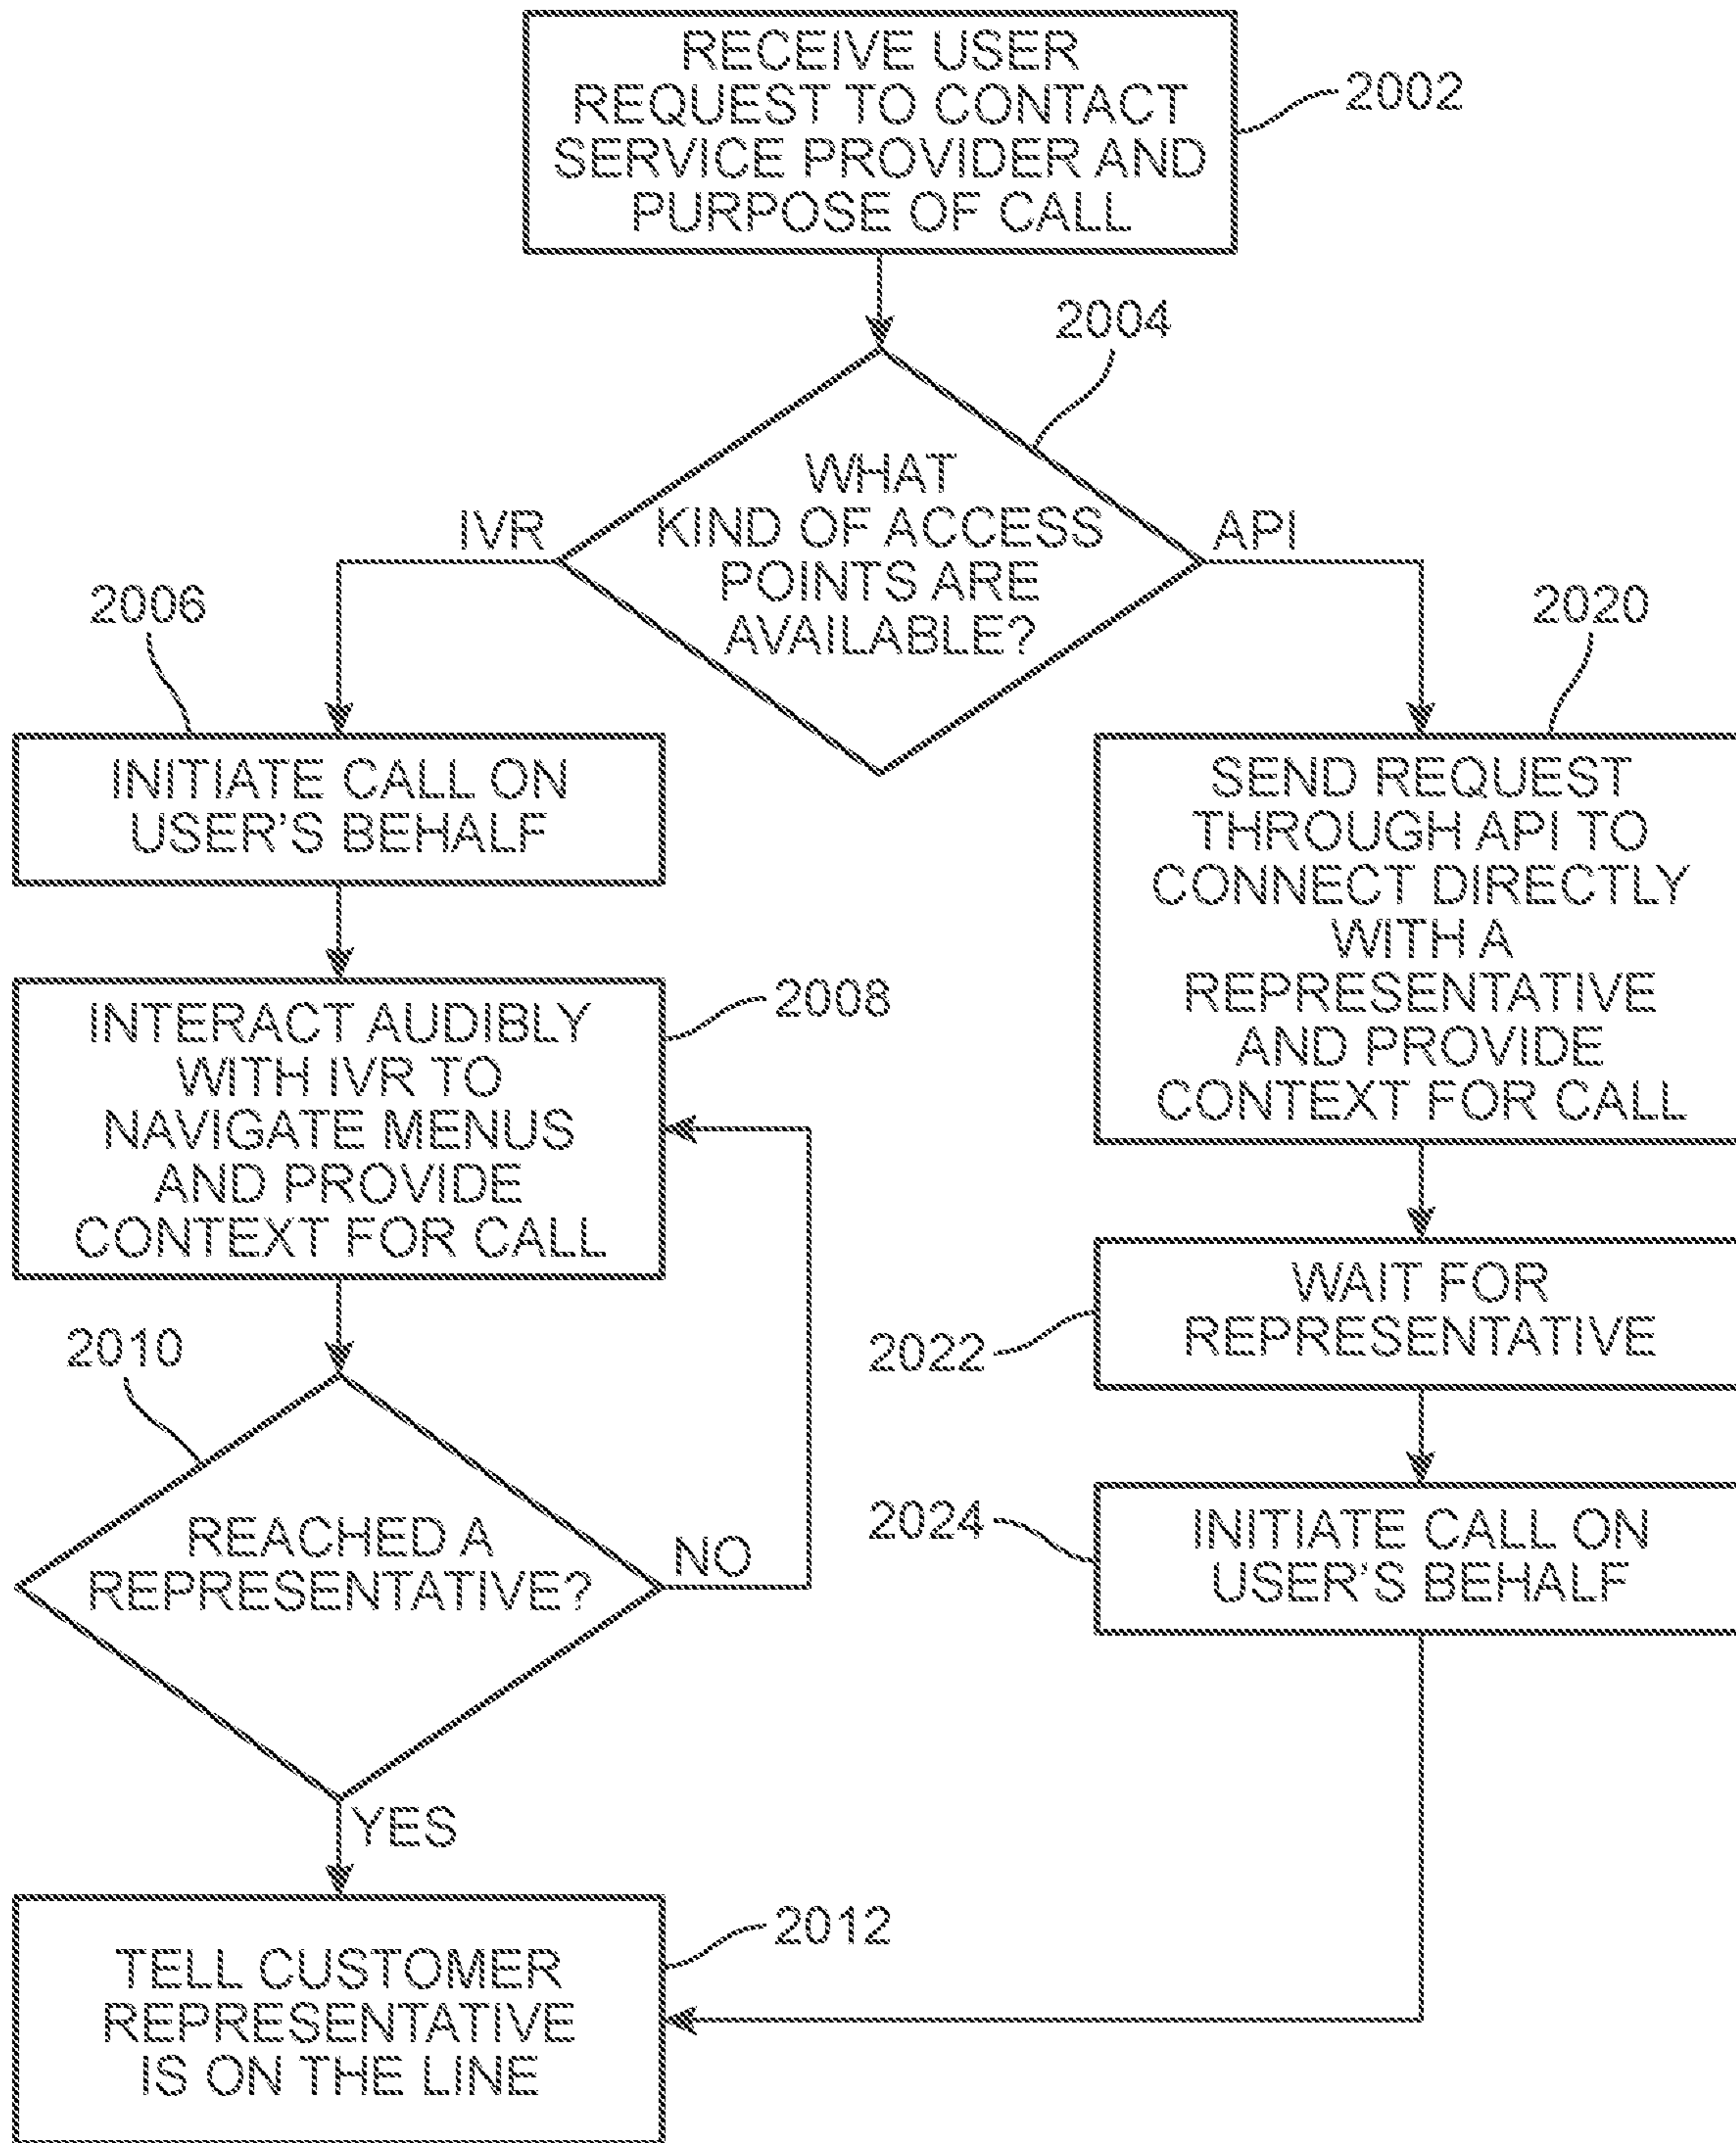 RECEIVE USER
REQUEST TO CONTACT
SERVICE PROVIDER AND
PURPOSE OF CALL
2002
2004
WHAT
KIND OF ACCESS
POINTS ARE
AVAILABLE?
IVR
API
2006
INITIATE CALL ON
USER'S BEHALF
2020
SEND REQUEST
THROUGH API TO
CONNECT DIRECTLY
WITH A
REPRESENTATIVE
AND PROVIDE
CONTEXT FOR CALL
2008
INTERACT AUDIBLY
WITH IVR TO
NAVIGATE MENUS
AND PROVIDE
CONTEXT FOR CALL
2022
WAIT FOR
REPRESENTATIVE
2010
REACHED A
REPRESENTATIVE?
NO
YES
2024
INITIATE CALL ON
USER'S BEHALF
2012
TELL CUSTOMER
REPRESENTATIVE
IS ON THE LINE